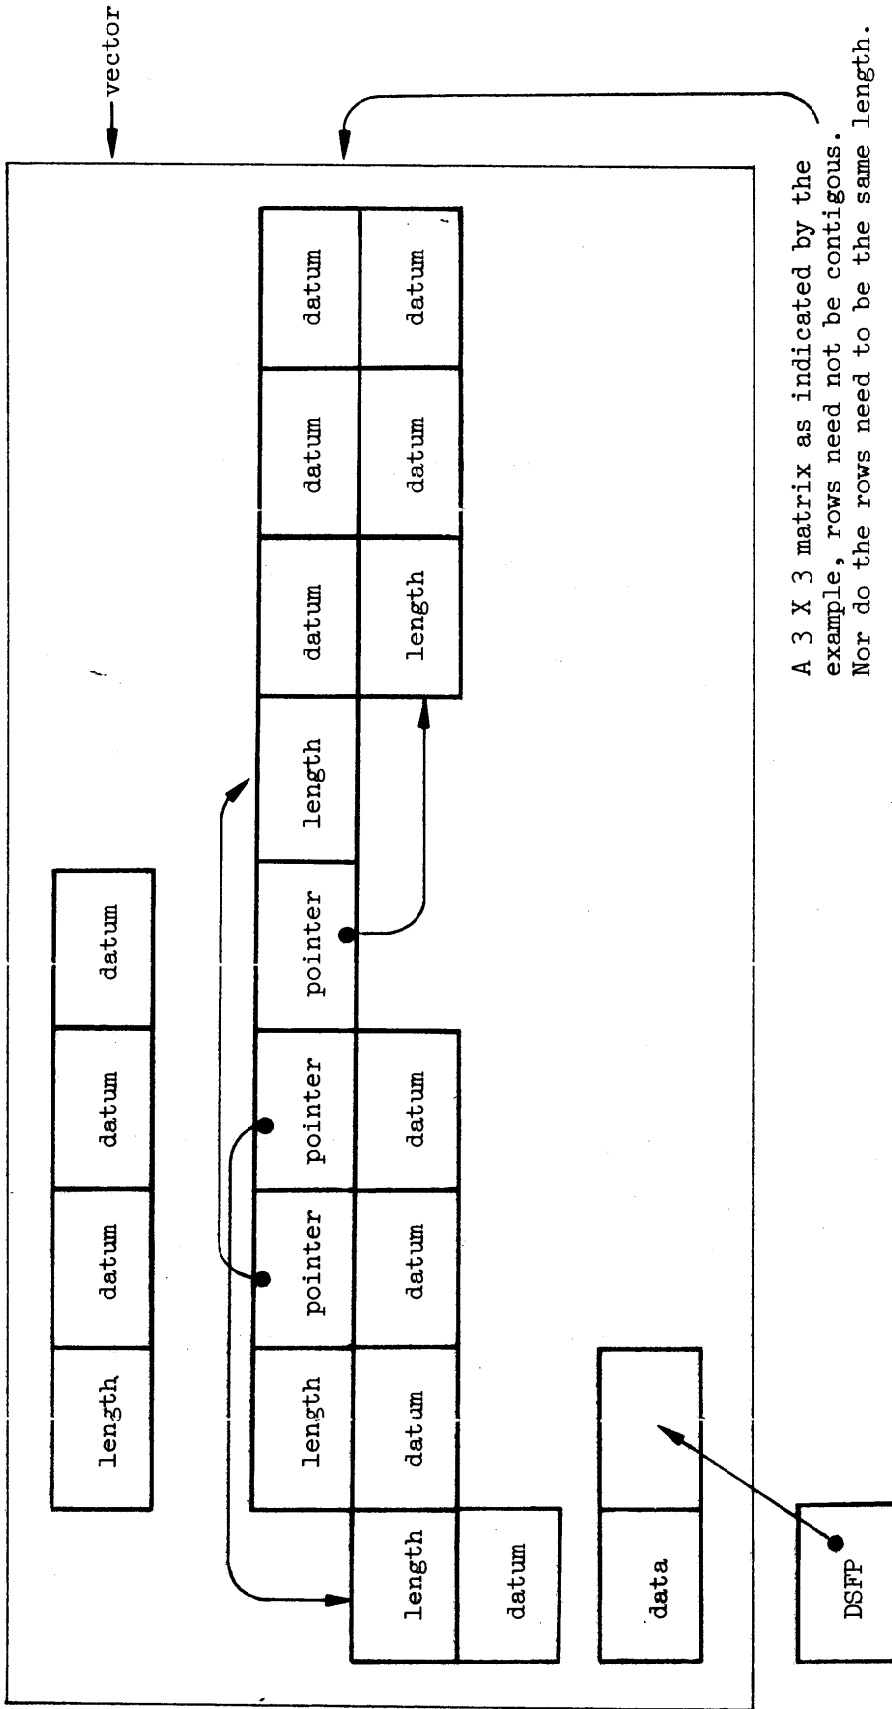 length datum datum datum vector
length pointer pointer pointer length datum datum datum
length datum datum datum length datum datum
datum
data
DSFP
A 3 X 3 matrix as indicated by the
example, rows need not be contigous.
Nor do the rows need to be the same length.